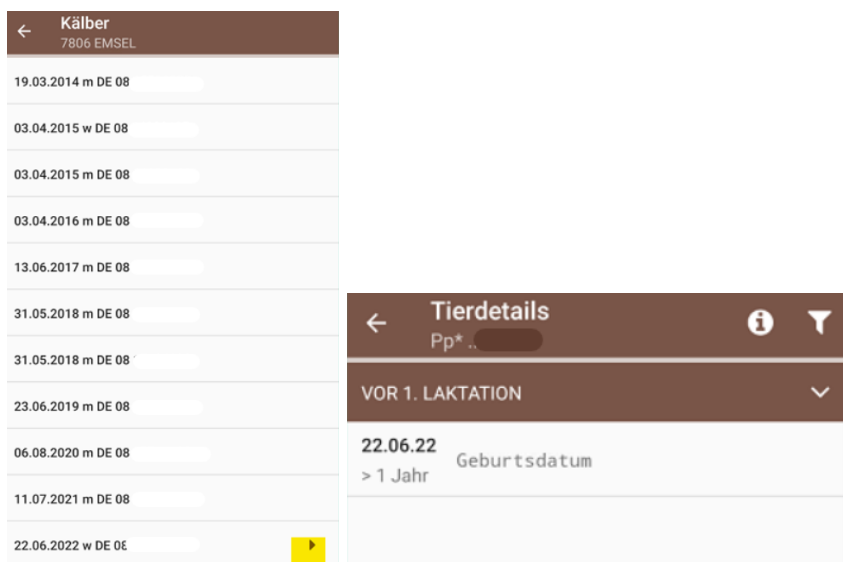 Kälber
7806 EMSEL
19.03.2014 m DE 08
03.04.2015 w DE 08
03.04.2015 m DE 08
03.04.2016 m DE 08
13.06.2017 m DE 08
31.05.2018 m DE 08
31.05.2018 m DE 08
23.06.2019 m DE 08
06.08.2020 m DE 08
11.07.2021 m DE 08
22.06.2022 w DE 08
Tierdetails
Pp* ..
VOR 1. LAKTATION
22.06.22
Geburtsdatum
> 1 Jahr